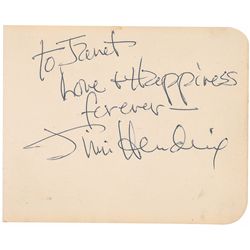 to Janet
Love + Happiness
forever —
Jimi Hendrix